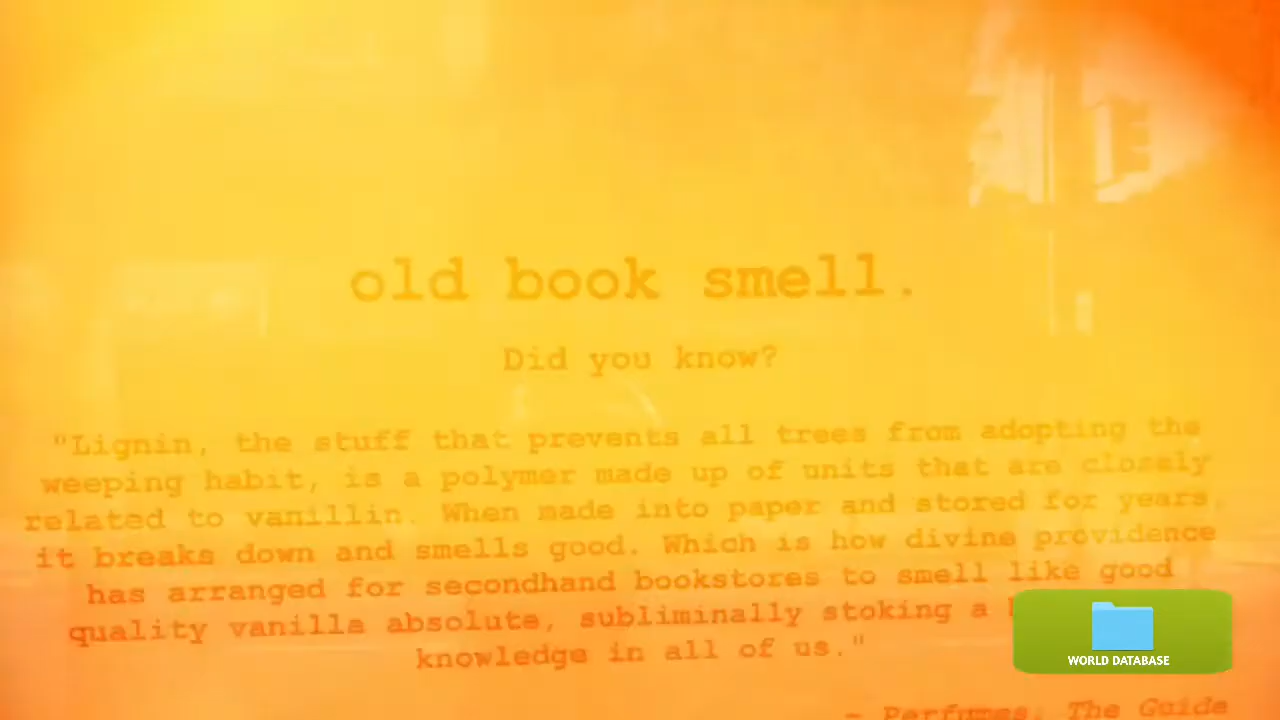 old book smell.
Did you know?
"Lignin, the stuff that prevents all trees from adopting the
weeping habit, is a polymer made up of units that are closely
related to vanillin. When made into paper and stored for years,
it breaks down and smells good. Which is how divine providence
has arranged for secondhand bookstores to smell like good
quality vanilla absolute, subliminally stoking a
knowledge in all of us."
WORLD DATABASE
- Perfumes, The Guide